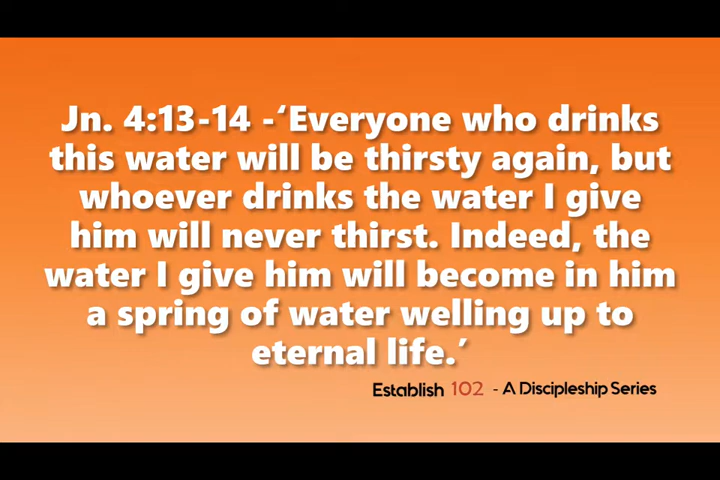 Jn. 4:13-14 -‘Everyone who drinks
this water will be thirsty again, but
whoever drinks the water I give
him will never thirst. Indeed, the
water I give him will become in him
a spring of water welling up to
eternal life.’
Establish 102 - A Discipleship Series